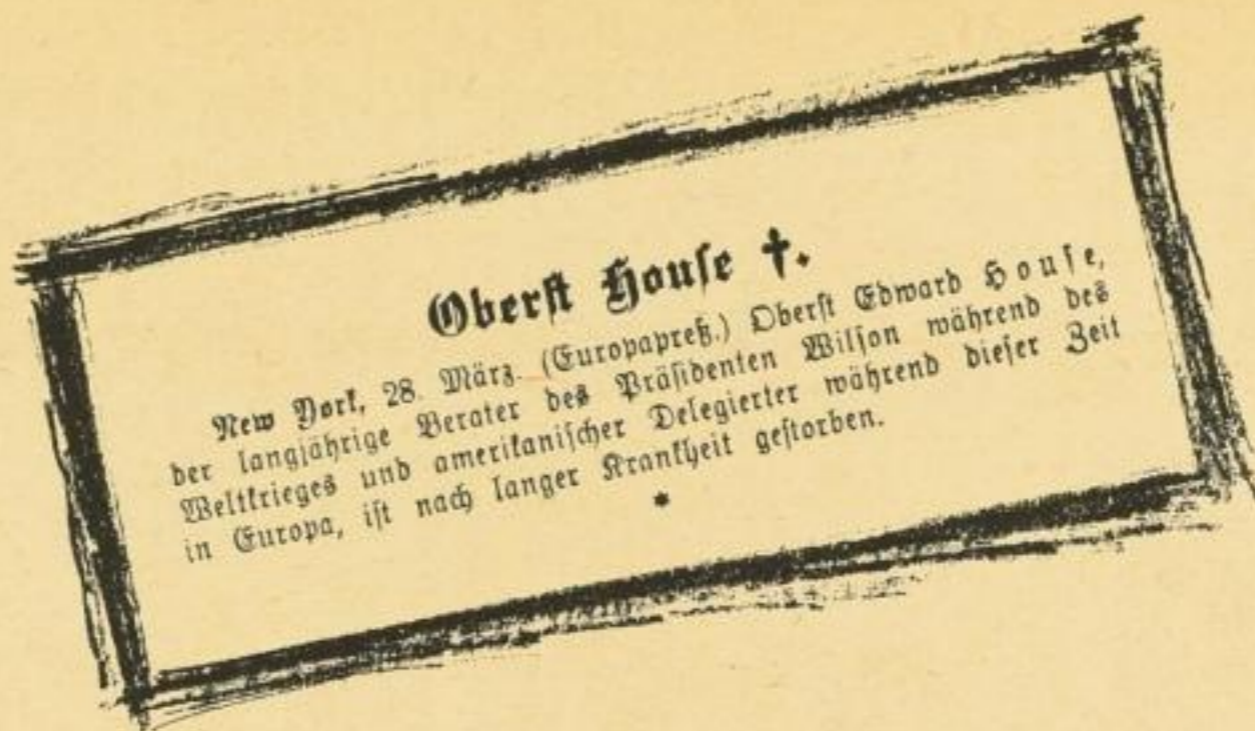 Oberst House †.
New York, 28. März. (Europapreß.) Oberst Edward House,
der langjährige Berater des Präsidenten Wilson während des
Weltkrieges und amerikanischer Delegierter während dieser Zeit
in Europa, ist nach langer Krankheit gestorben.
*